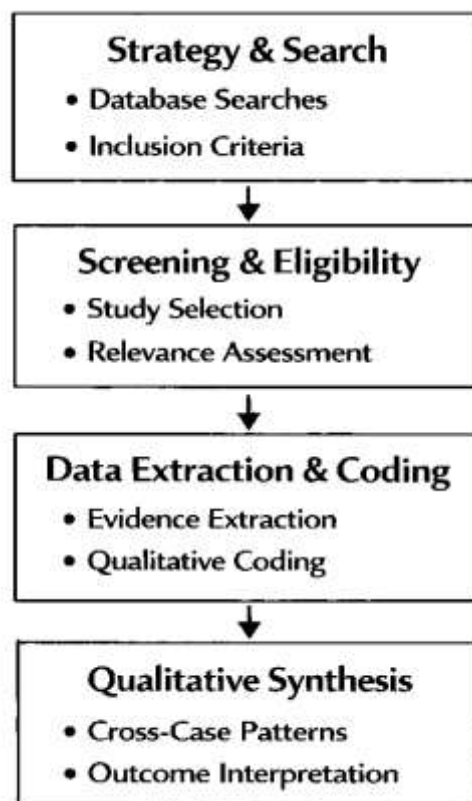 Strategy & Search
• Database Searches
• Inclusion Criteria
Screening & Eligibility
• Study Selection
• Relevance Assessment
Data Extraction & Coding
• Evidence Extraction
• Qualitative Coding
Qualitative Synthesis
• Cross-Case Patterns
• Outcome Interpretation